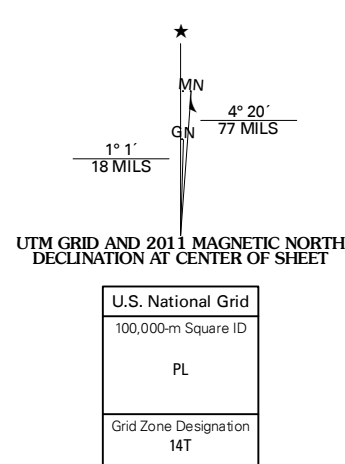 ★
MN
4° 20´
77 MILS
GN
1° 1´
18 MILS
UTM GRID AND 2011 MAGNETIC NORTH
DECLINATION AT CENTER OF SHEET
U.S. National Grid
100,000-m Square ID
PL
Grid Zone Designation
14T